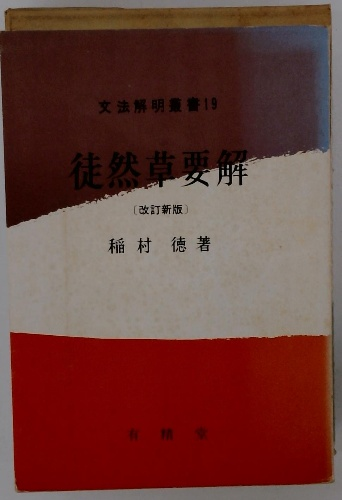 文法解明叢書19
徒然草要解
〔改訂新版〕
稲村 徳著
有精堂